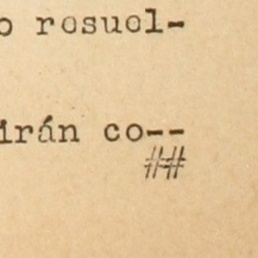 o resuel-
irán co--
##